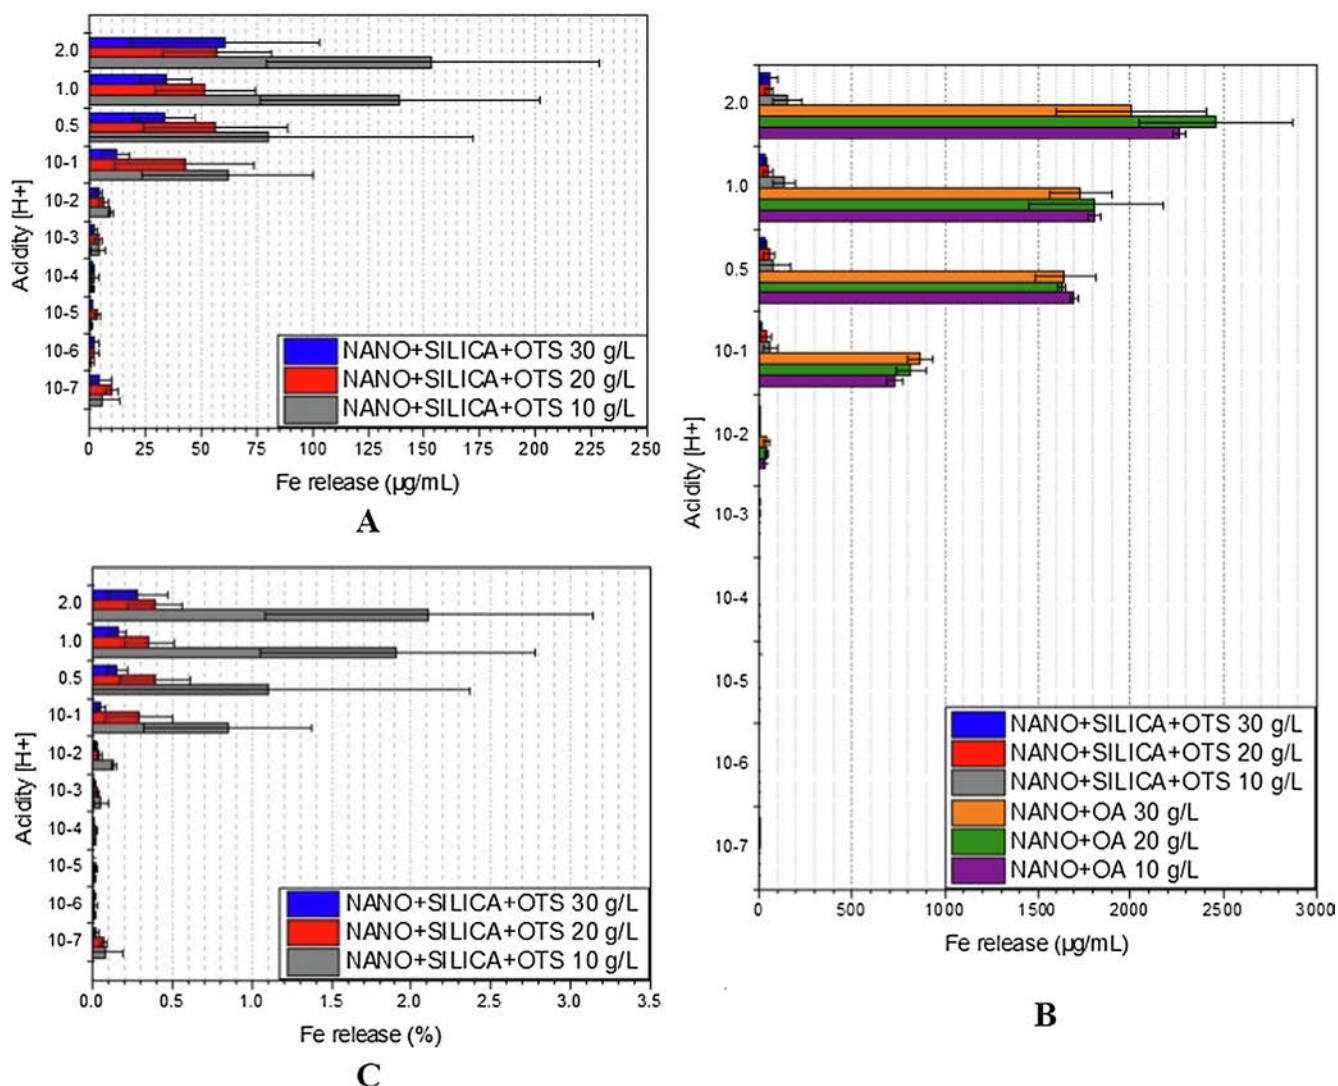 Acidity [H+]
2.0
1.0
0.5
10-1
10-2
10-3
10-4
10-5
10-6
10-7
NANO+SILICA+OTS 30 g/L
NANO+SILICA+OTS 20 g/L
NANO+SILICA+OTS 10 g/L
0 25 50 75 100 125 150 175 200 225 250
Fe release (µg/mL)
A
Acidity [H+]
2.0
1.0
0.5
10-1
10-2
10-3
10-4
10-5
10-6
10-7
NANO+SILICA+OTS 30 g/L
NANO+SILICA+OTS 20 g/L
NANO+SILICA+OTS 10 g/L
0.0 0.5 1.0 1.5 2.0 2.5 3.0 3.5
Fe release (%)
C
Acidity [H+]
2.0
1.0
0.5
10-1
10-2
10-3
10-4
10-5
10-6
10-7
NANO+SILICA+OTS 30 g/L
NANO+SILICA+OTS 20 g/L
NANO+SILICA+OTS 10 g/L
NANO+OA 30 g/L
NANO+OA 20 g/L
NANO+OA 10 g/L
0 500 1000 1500 2000 2500 3000
Fe release (µg/mL)
B